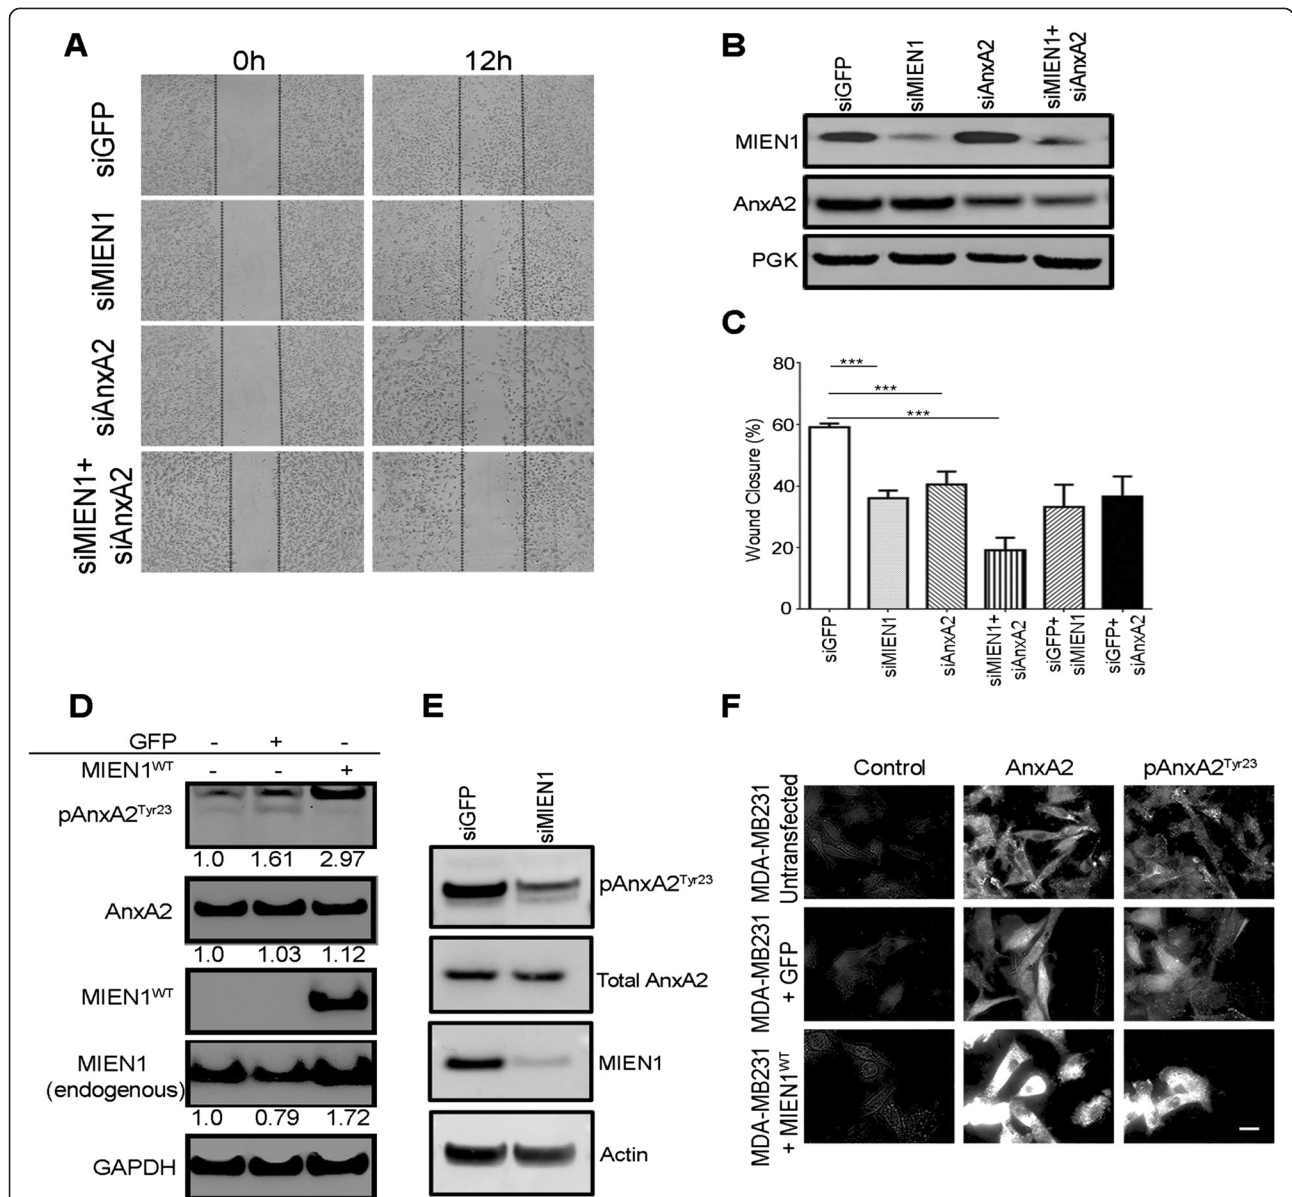 A
0h 12h
siGFP
siMIEN1
siAnxA2
siMIEN1+
siAnxA2
B
siGFP siMIEN1 siAnxA2 siMIEN1+
siAnxA2
MIEN1
AnxA2
PGK
C
Wound Closure (%)
80
60
40
20
0
***
***
***
siGFP
siMIEN1
siAnxA2
siMIEN1+
siAnxA2
siGFP+
siMIEN1
siGFP+
siAnxA2
D
GFP - + -
MIEN1WT - - +
pAnxA2Tyr23
1.0 1.61 2.97
AnxA2
1.0 1.03 1.12
MIEN1WT
MIEN1
(endogenous)
1.0 0.79 1.72
GAPDH
E
siGFP siMIEN1
pAnxA2Tyr23
Total AnxA2
MIEN1
Actin
F
Control AnxA2 pAnxA2Tyr23
MDA-MB231
Untransfected
MDA-MB231
+ GFP
MDA-MB231
+ MIEN1WT